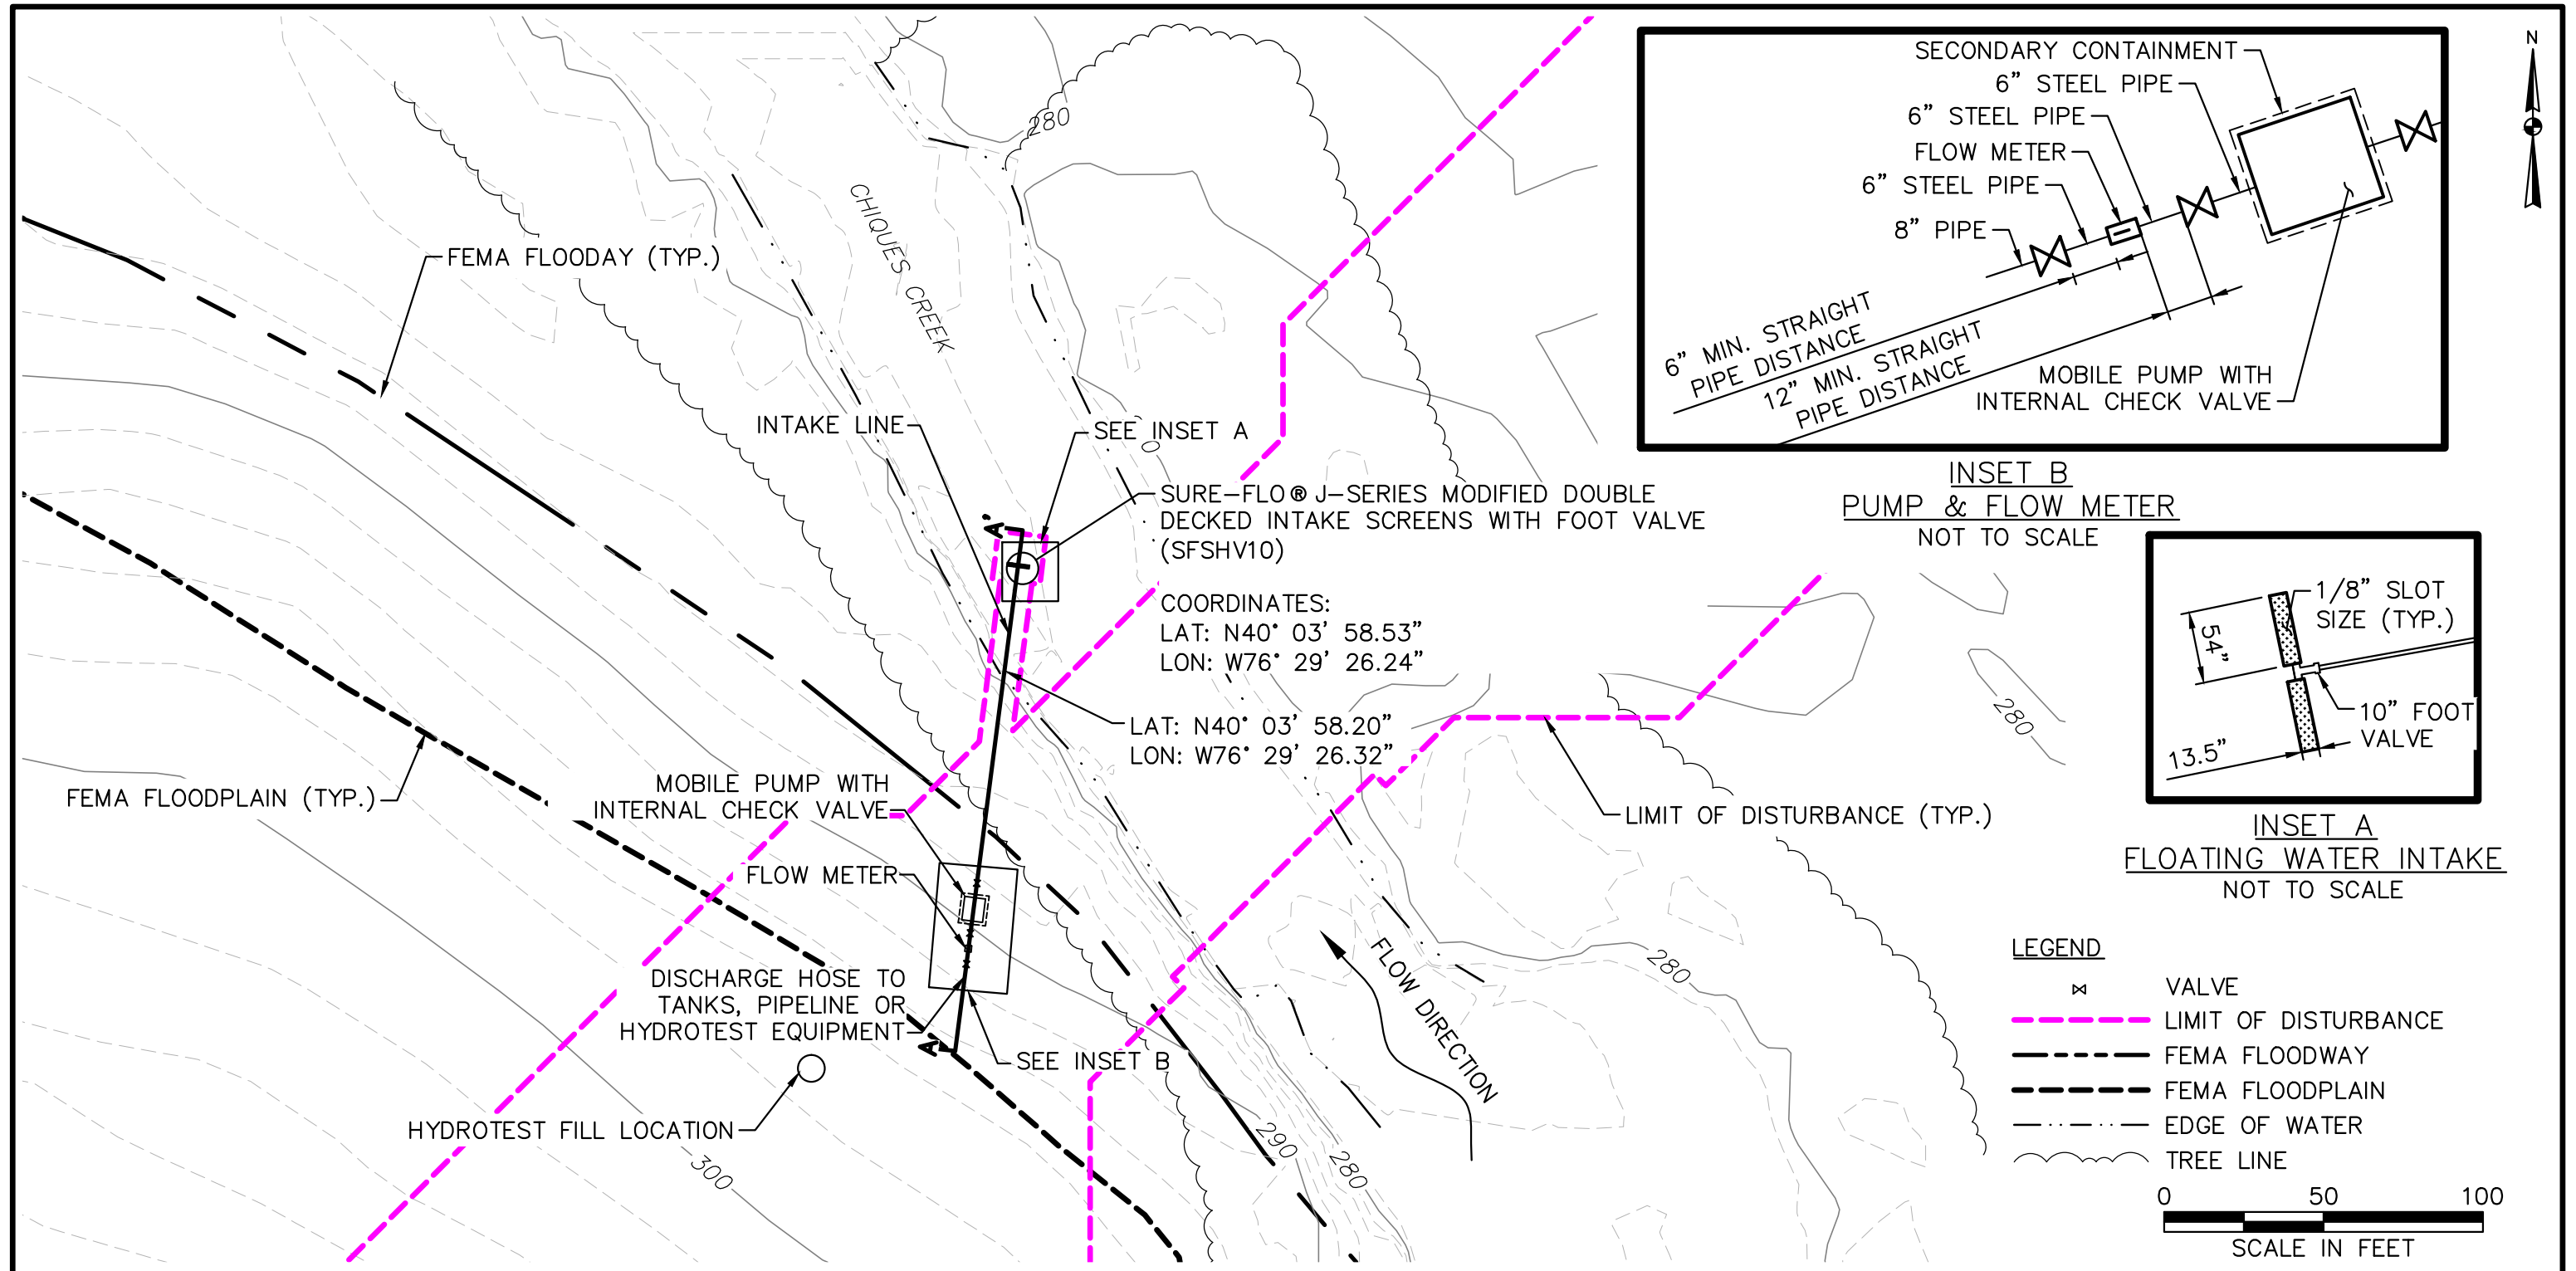 SECONDARY CONTAINMENT
6" STEEL PIPE
6" STEEL PIPE
FLOW METER
6" STEEL PIPE
8" PIPE
6" MIN. STRAIGHT
PIPE DISTANCE
12" MIN. STRAIGHT
PIPE DISTANCE
MOBILE PUMP WITH
INTERNAL CHECK VALVE
INSET B
PUMP & FLOW METER
NOT TO SCALE
N
280
CHIQUES CREEK
FEMA FLOODAY (TYP.)
INTAKE LINE
SEE INSET A
0
A'
SURE-FLO® J-SERIES MODIFIED DOUBLE
DECKED INTAKE SCREENS WITH FOOT VALVE
(SFSHV10)
COORDINATES:
LAT: N40° 03' 58.53"
LON: W76° 29' 26.24"
LAT: N40° 03' 58.20"
LON: W76° 29' 26.32"
1/8" SLOT
SIZE (TYP.)
54"
10" FOOT
VALVE
13.5"
INSET A
FLOATING WATER INTAKE
NOT TO SCALE
280
LIMIT OF DISTURBANCE (TYP.)
FEMA FLOODPLAIN (TYP.)
MOBILE PUMP WITH
INTERNAL CHECK VALVE
FLOW METER
DISCHARGE HOSE TO
TANKS, PIPELINE OR
HYDROTEST EQUIPMENT
A
SEE INSET B
HYDROTEST FILL LOCATION
FLOW DIRECTION
280
300
290
280
LEGEND
VALVE
LIMIT OF DISTURBANCE
FEMA FLOODWAY
FEMA FLOODPLAIN
EDGE OF WATER
TREE LINE
0 50 100
SCALE IN FEET